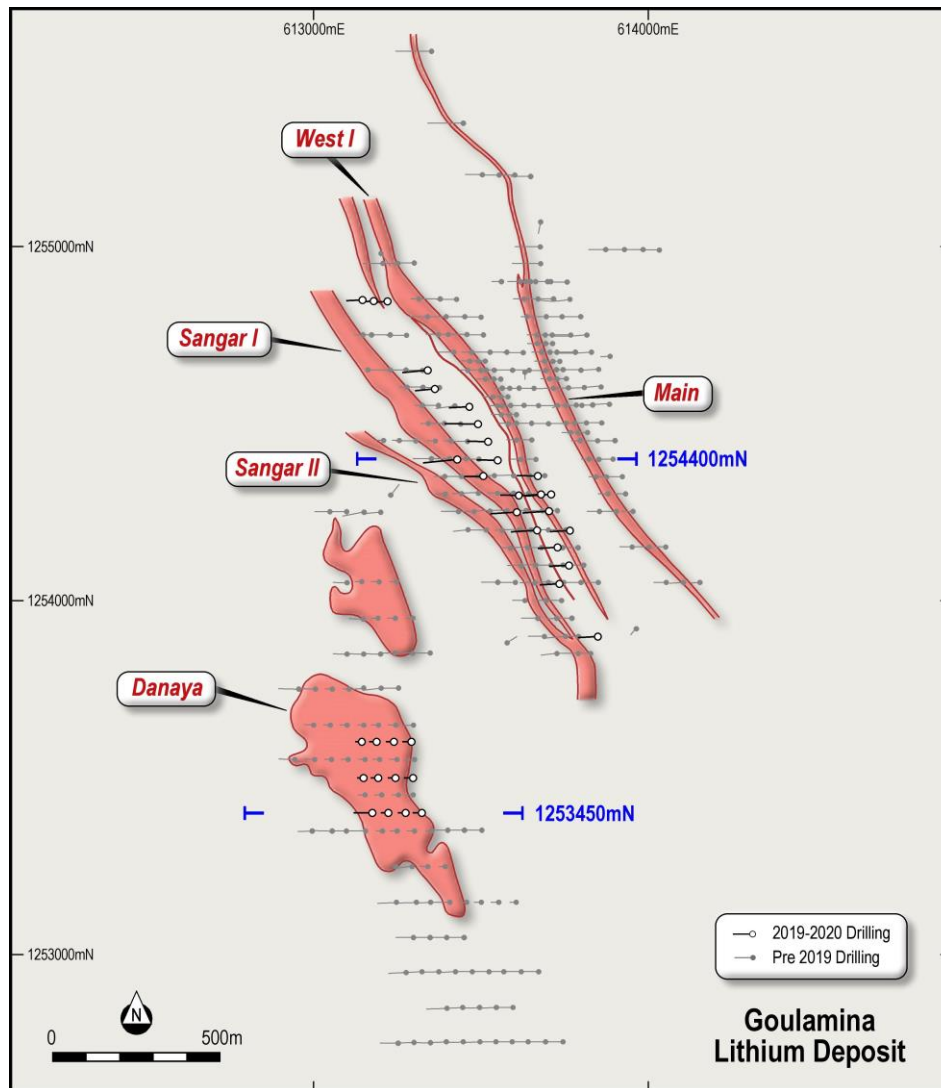 613000mE
614000mE
West I
1255000mN
Sangar I
Main
1254400mN
Sangar II
1254000mN
Danaya
1253450mN
2019-2020 Drilling
Pre 2019 Drilling
1253000mN
N
0 500m
Goulamina
Lithium Deposit